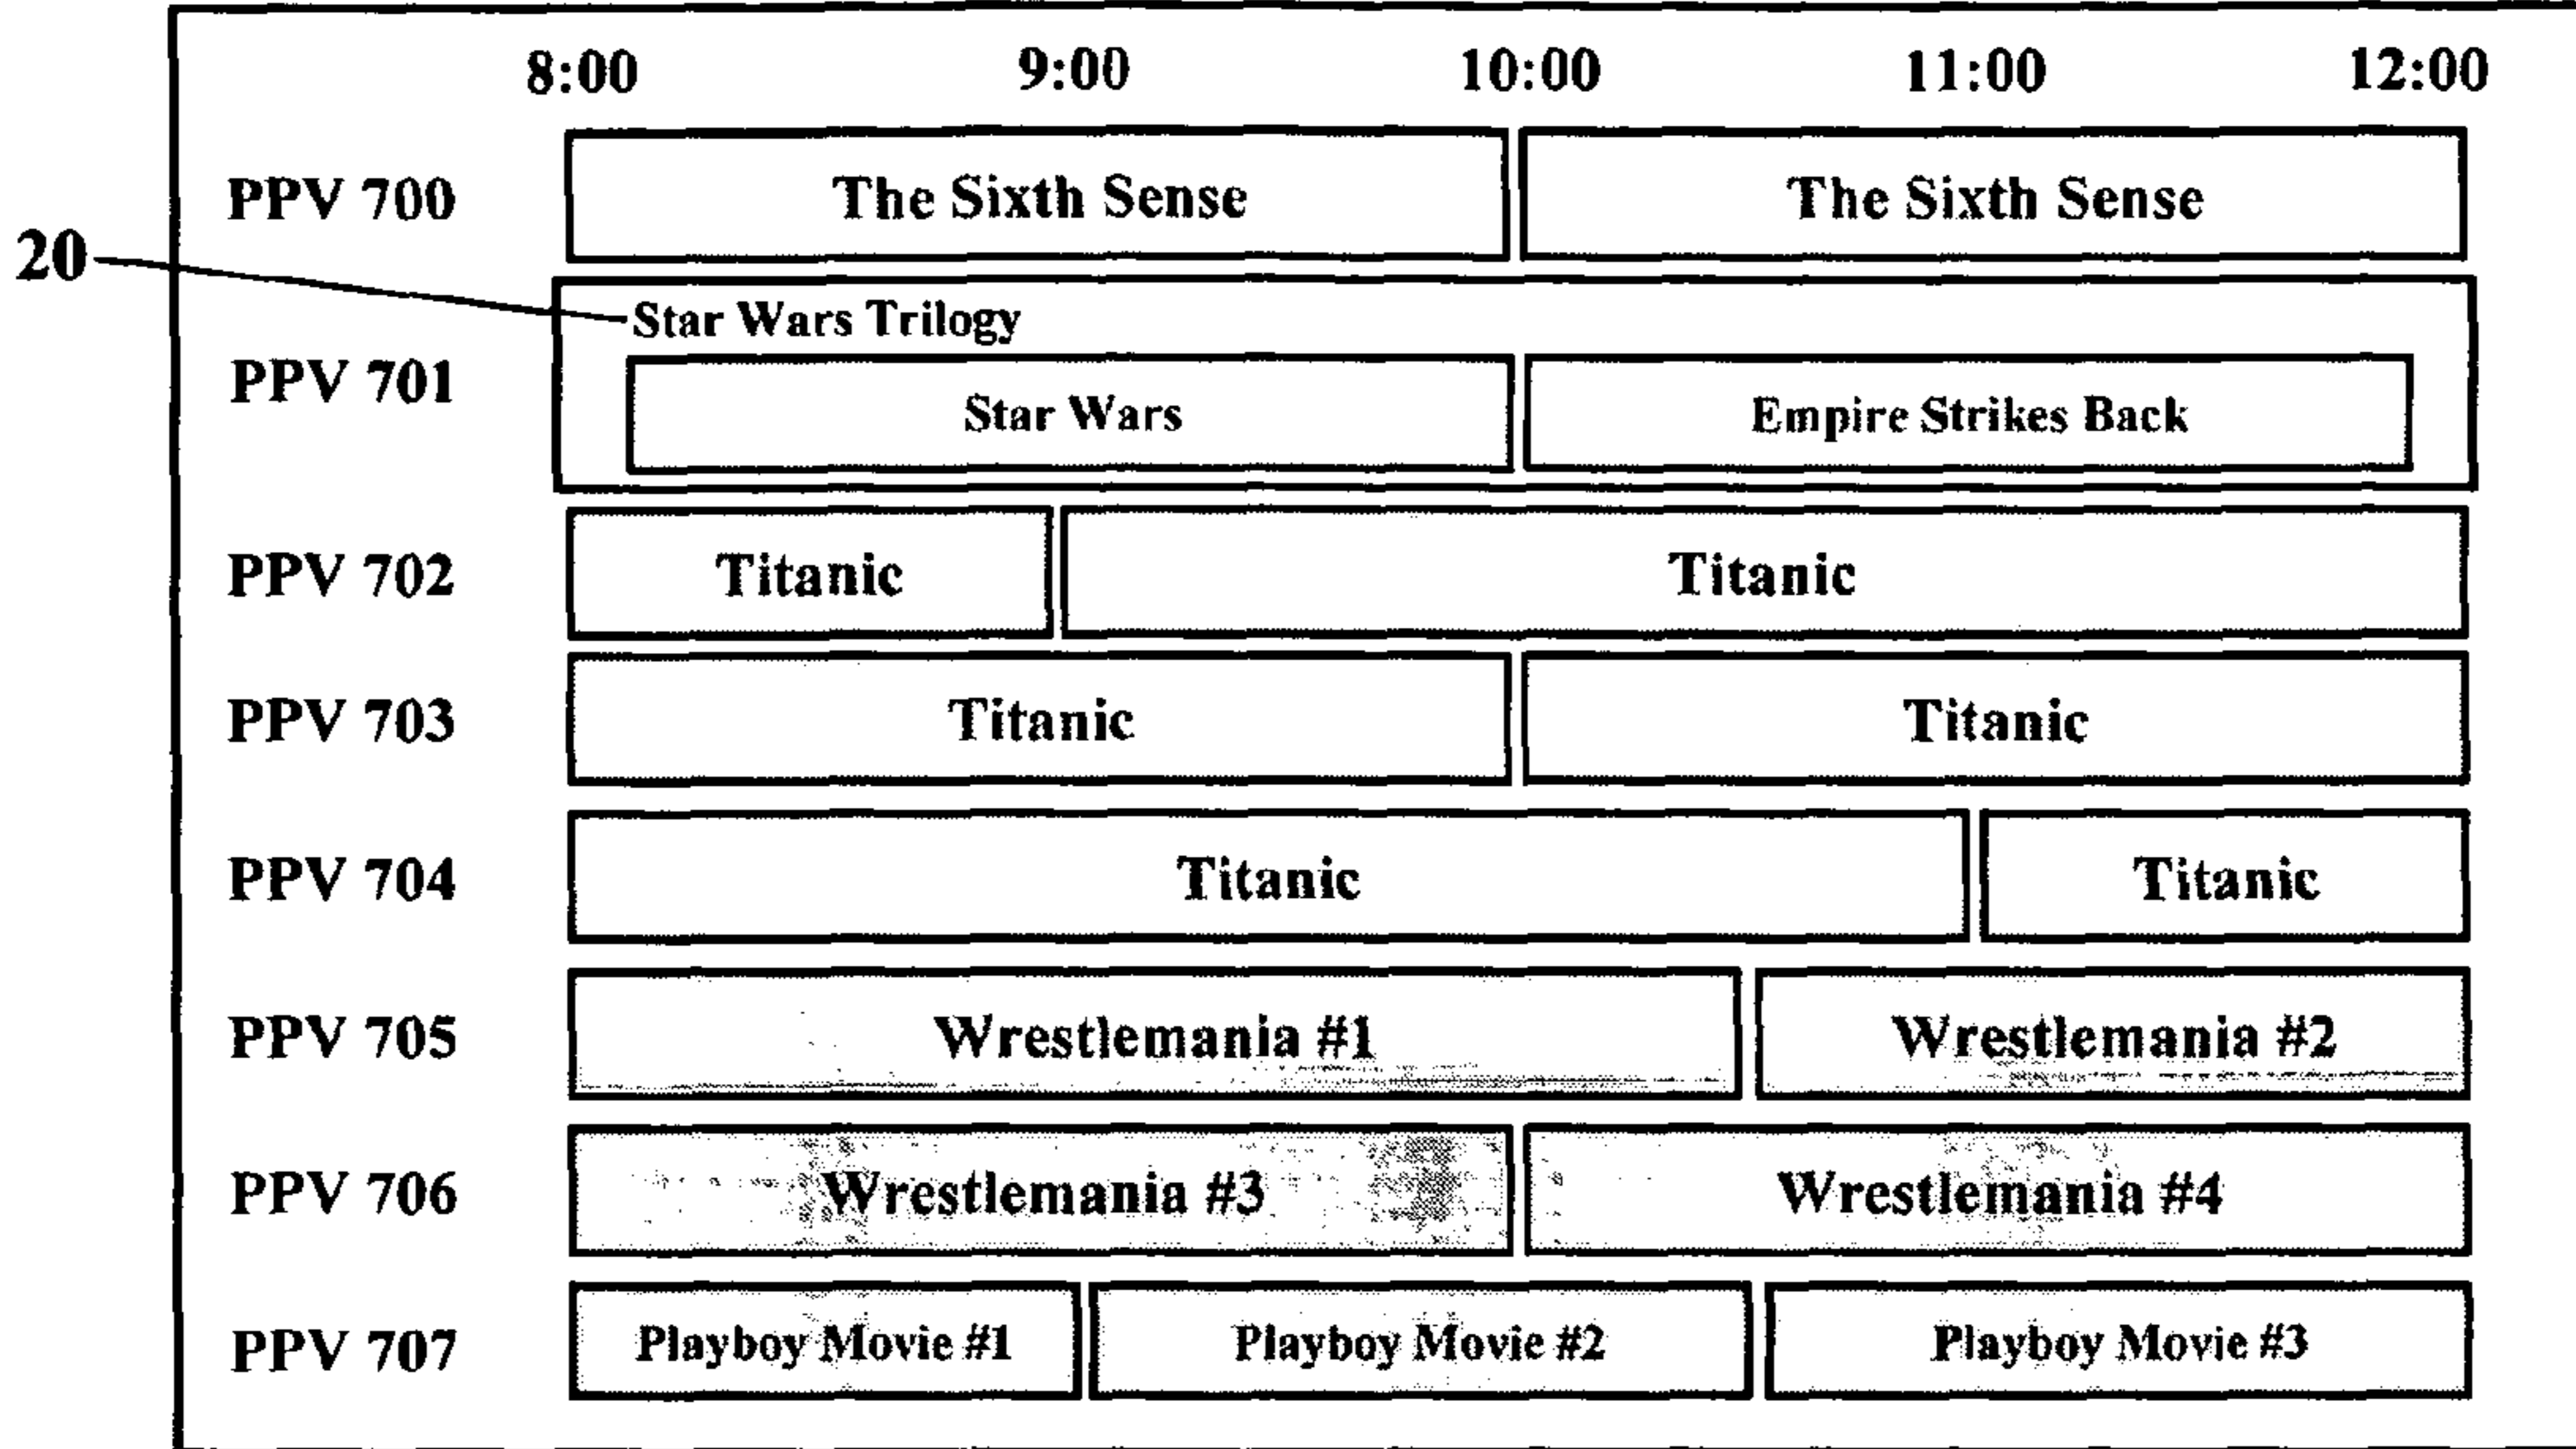 8:00 9:00 10:00 11:00 12:00
PPV 700 The Sixth Sense The Sixth Sense
20
Star Wars Trilogy
PPV 701 Star Wars Empire Strikes Back
PPV 702 Titanic Titanic
PPV 703 Titanic Titanic
PPV 704 Titanic Titanic
PPV 705 Wrestlemania #1 Wrestlemania #2
PPV 706 Wrestlemania #3 Wrestlemania #4
PPV 707 Playboy Movie #1 Playboy Movie #2 Playboy Movie #3